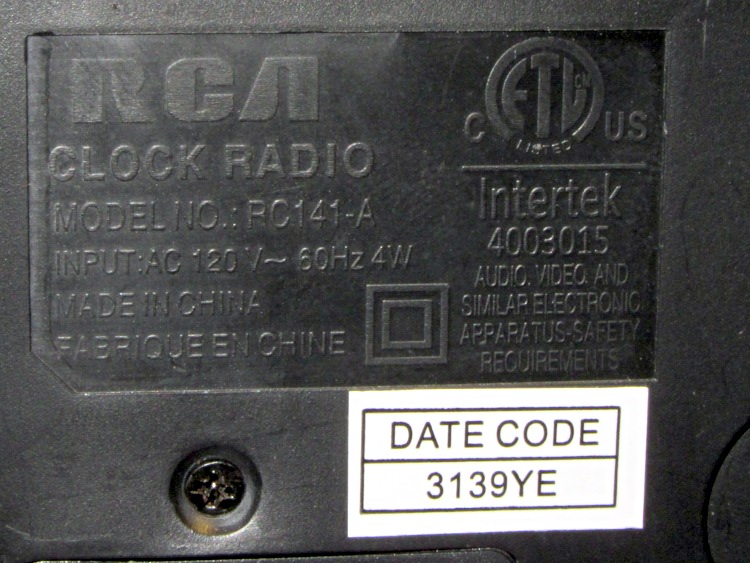 RCA
CLOCK RADIO
MODEL NO.: RC141-A
INPUT:AC 120 V~ 60Hz 4W
MADE IN CHINA
FABRIQUE EN CHINE
ETL CM
C US
LISTED
Intertek
4003015
AUDIO, VIDEO, AND
SIMILAR ELECTRONIC
APPARATUS-SAFETY
REQUIREMENTS
DATE CODE
3139YE